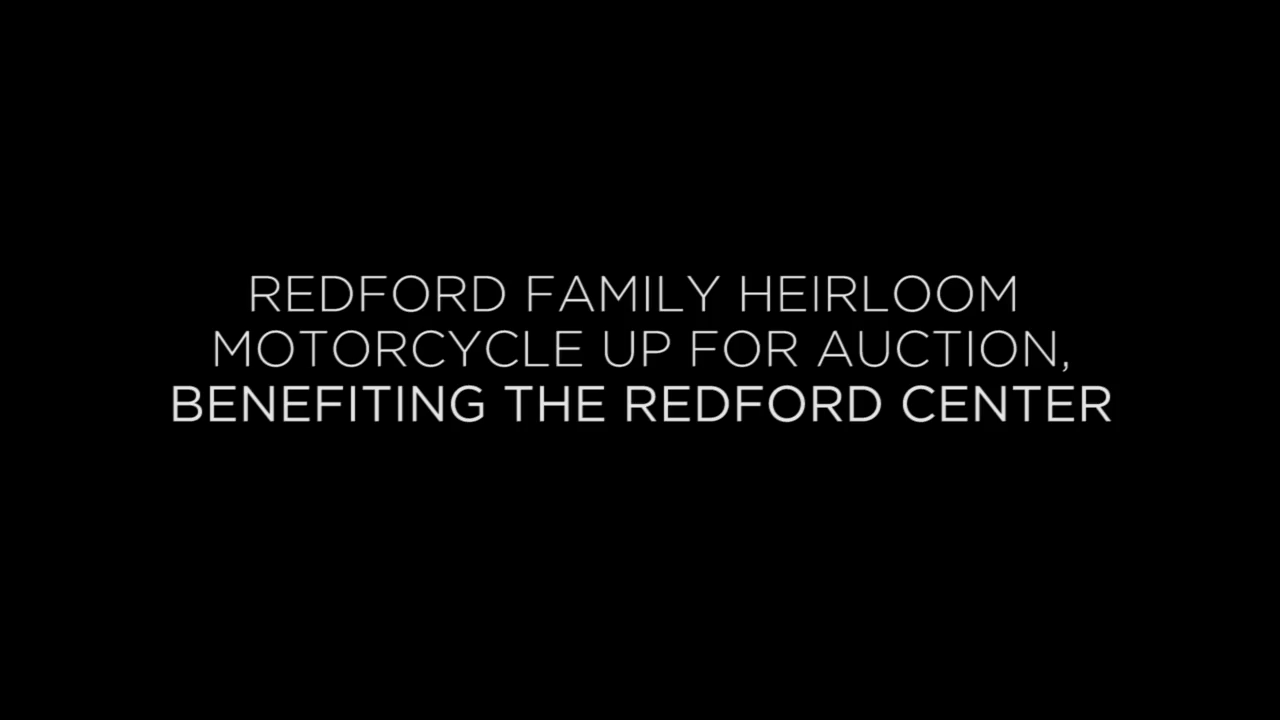 REDFORD FAMILY HEIRLOOM
MOTORCYCLE UP FOR AUCTION,
BENEFITING THE REDFORD CENTER